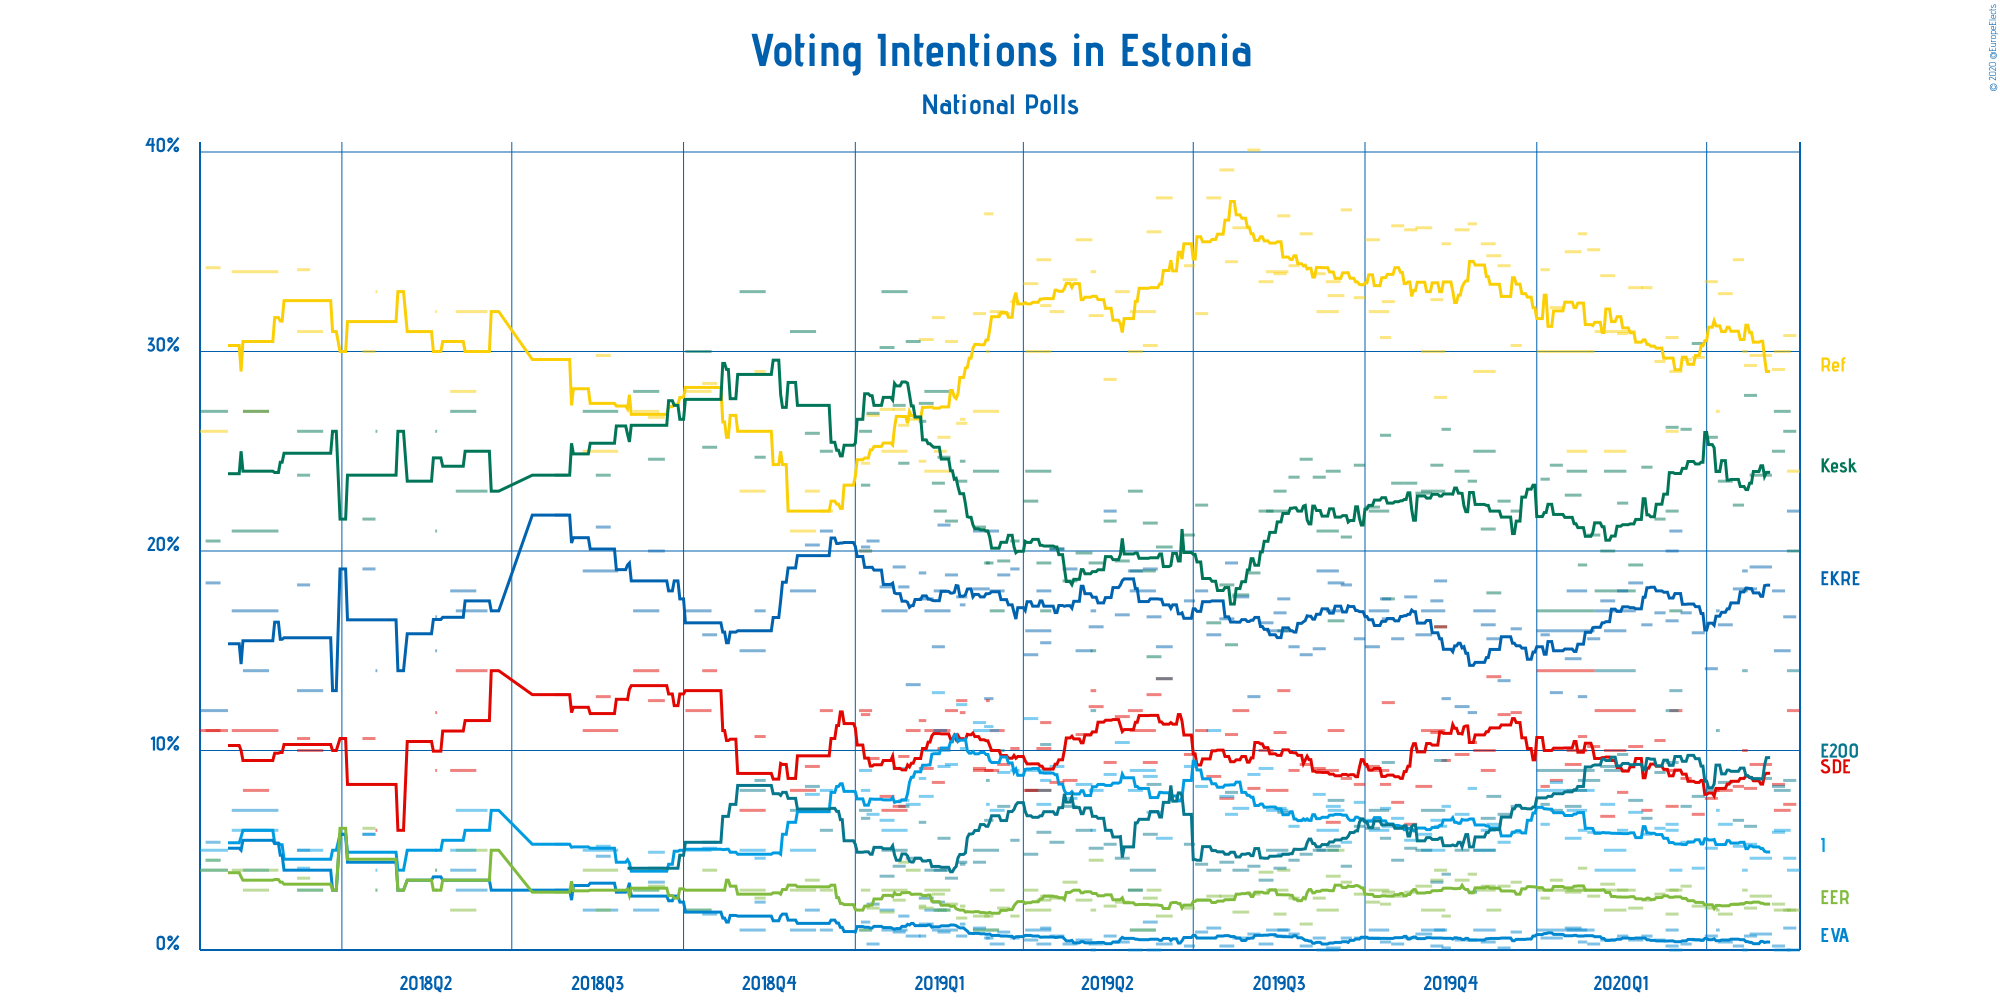 Voting Intentions in Estonia
National Polls
© 2020 @EuropeElects
40%
30%
20%
10%
0%
Ref
Kesk
EKRE
E200
SDE
I
EER
EVA
2018Q2
2018Q3
2018Q4
2019Q1
2019Q2
2019Q3
2019Q4
2020Q1